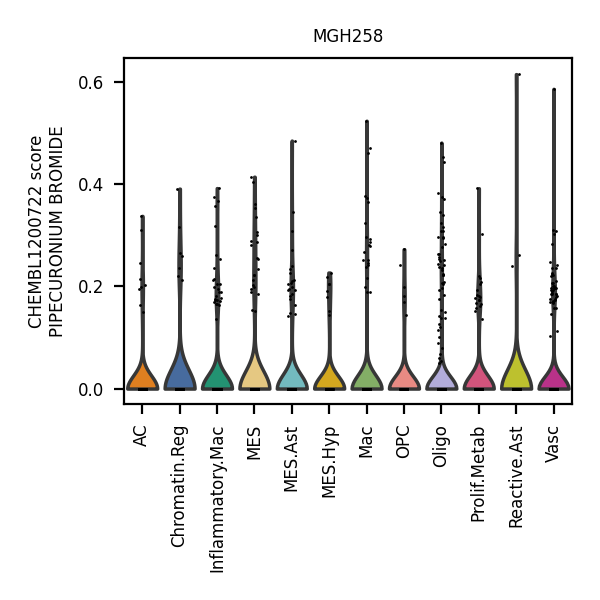 MGH258
CHEMBL1200722 score
PIPECURONIUM BROMIDE
0.6
0.4
0.2
0.0
AC
Chromatin.Reg
Inflammatory.Mac
MES
MES.Ast
MES.Hyp
Mac
OPC
Oligo
Prolif.Metab
Reactive.Ast
Vasc